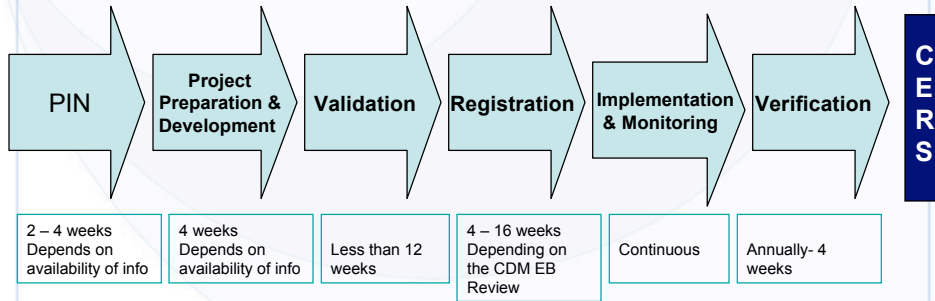 PIN
Project
Preparation &
Development
Validation
Registration
Implementation
& Monitoring
Verification
C
E
R
S
2 – 4 weeks
Depends on
availability of info
4 weeks
Depends on
availability of info
Less than 12
weeks
4 – 16 weeks
Depending on
the CDM EB
Review
Continuous
Annually- 4
weeks